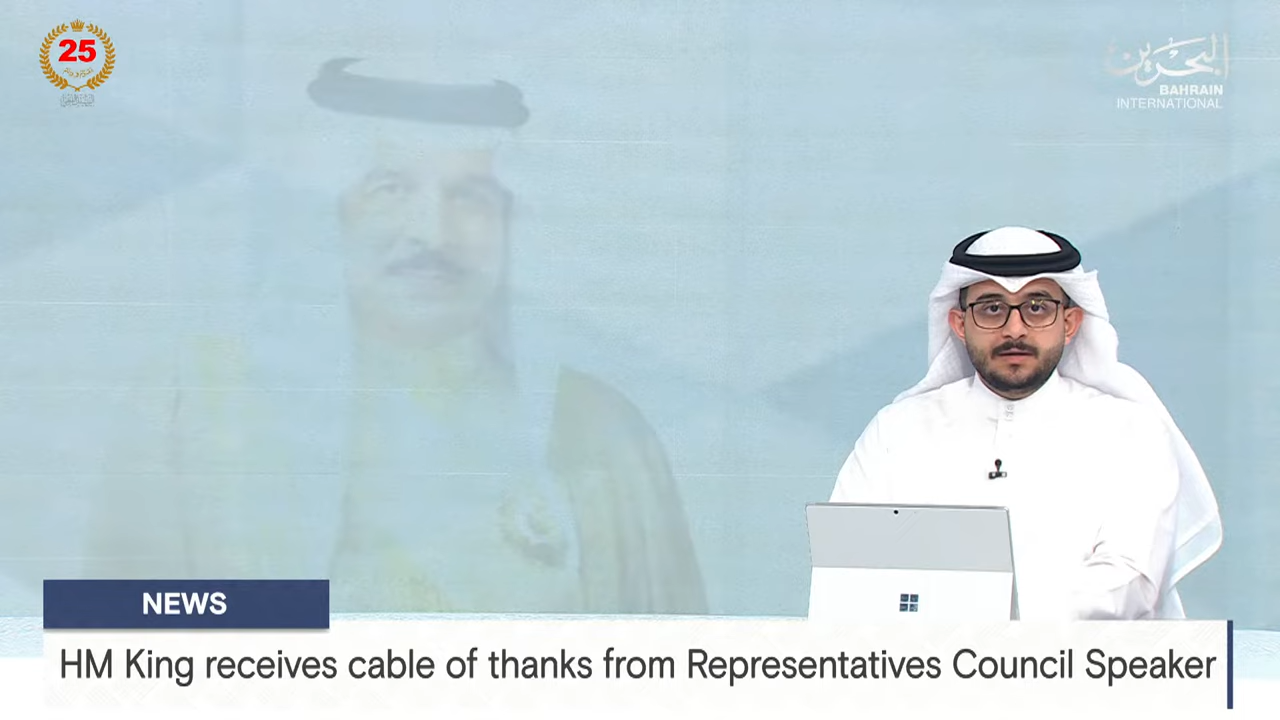 25
البحرين
BAHRAIN
INTERNATIONAL
NEWS
HM King receives cable of thanks from Representatives Council Speaker